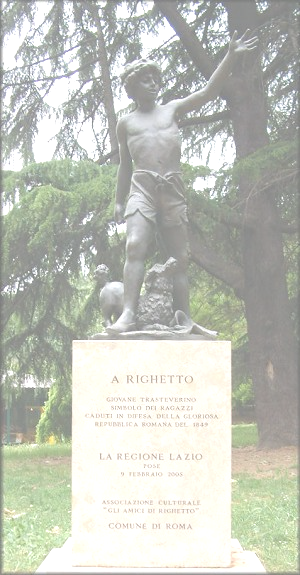 A RIGHETTO
GIOVANE TRASTEVERINO
SIMBOLO DEI RAGAZZI
CADUTI IN DIFESA DELLA GLORIOSA
REPUBBLICA ROMANA DEL 1849
LA REGIONE LAZIO
POSE
9 FEBBRAIO 2005
ASSOCIAZIONE CULTURALE
"GLI AMICI DI RIGHETTO"
COMUNE DI ROMA